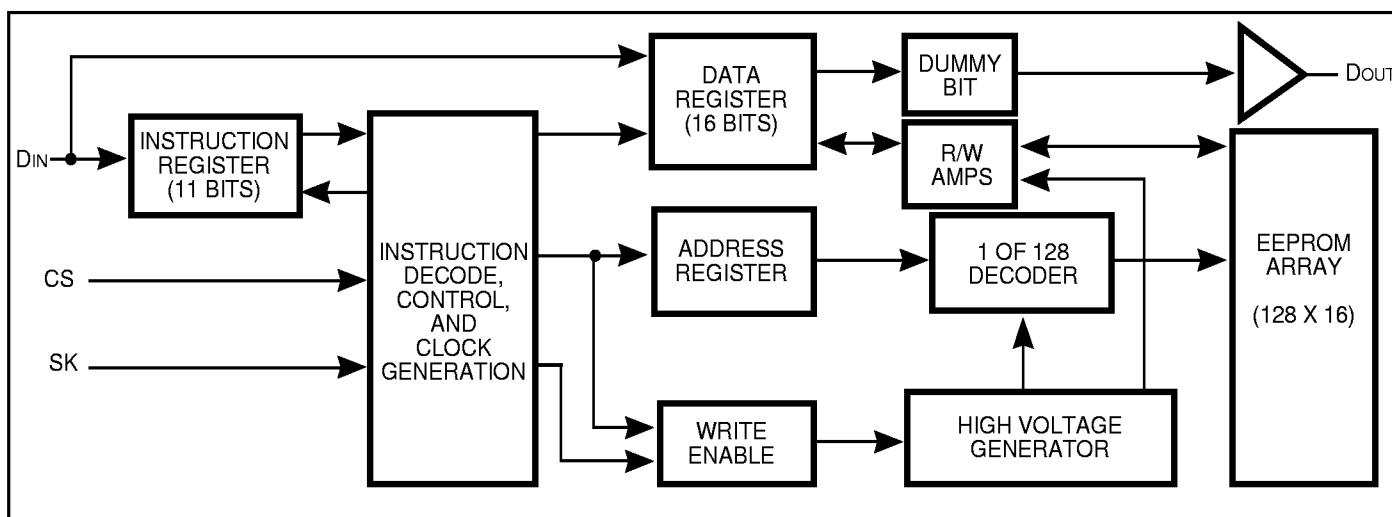 DIN
INSTRUCTION
REGISTER
(11 BITS)
CS
SK
INSTRUCTION
DECODE,
CONTROL,
AND
CLOCK
GENERATION
DATA
REGISTER
(16 BITS)
ADDRESS
REGISTER
WRITE
ENABLE
DUMMY
BIT
R/W
AMPS
1 OF 128
DECODER
HIGH VOLTAGE
GENERATOR
DOUT
EEPROM
ARRAY
(128 X 16)